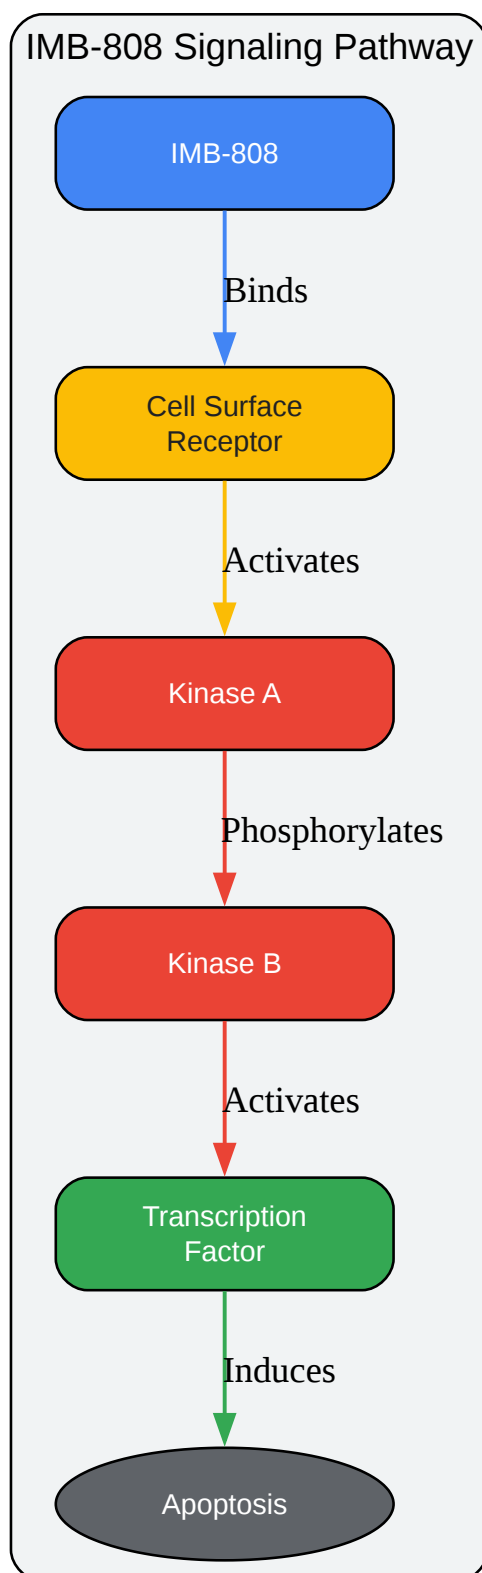 IMB-808 Signaling Pathway
IMB-808
Binds
Cell Surface
Receptor
Activates
Kinase A
Phosphorylates
Kinase B
Activates
Transcription
Factor
Induces
Apoptosis